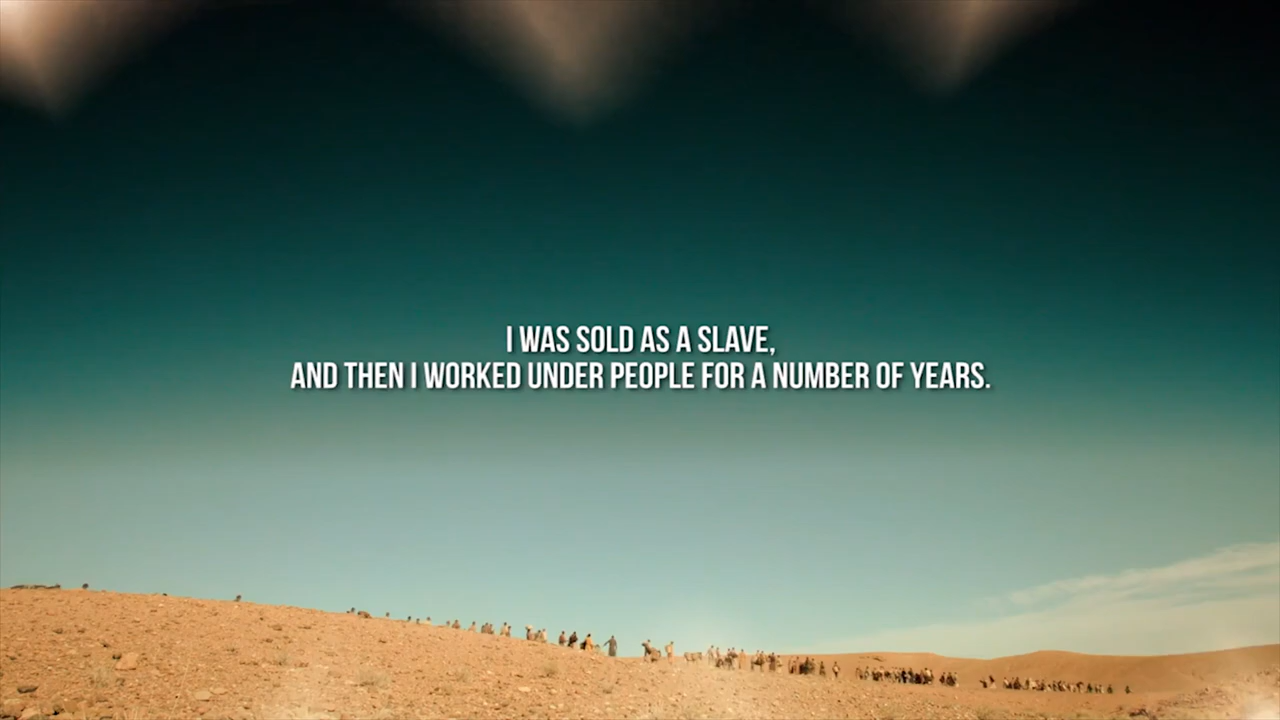 I WAS SOLD AS A SLAVE,
AND THEN I WORKED UNDER PEOPLE FOR A NUMBER OF YEARS.